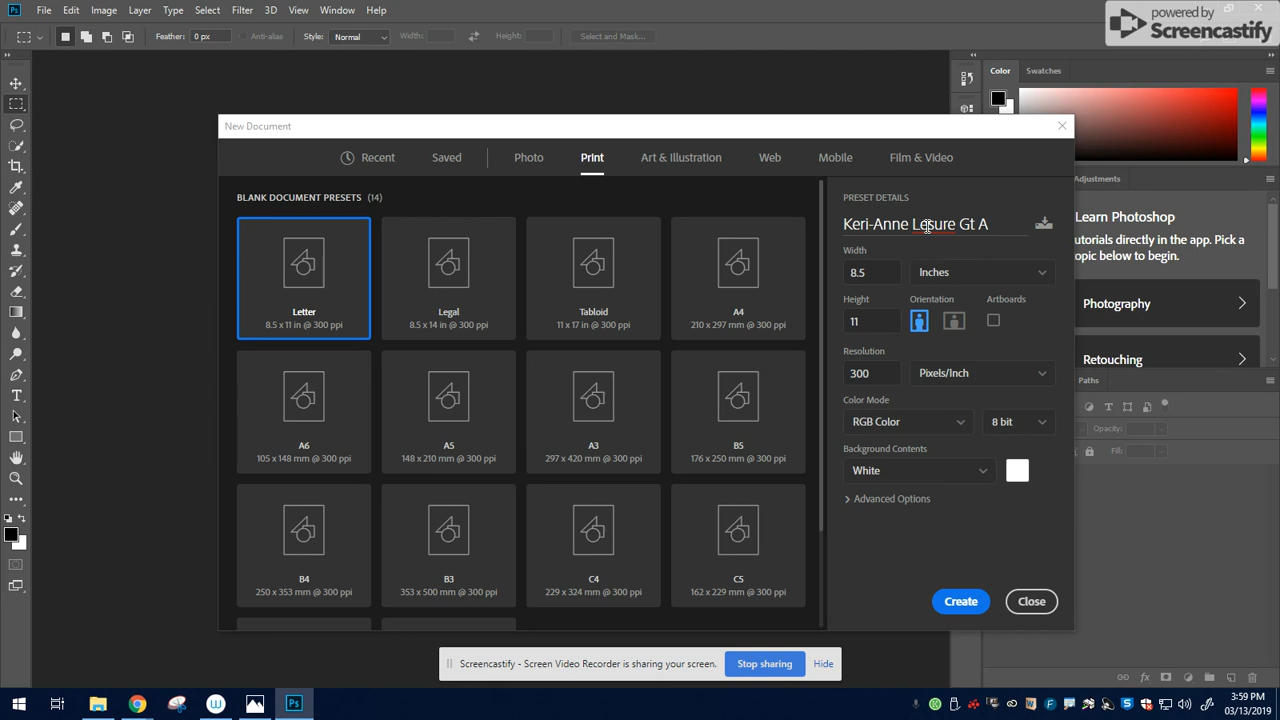 Ps File Edit Image Layer Type Select Filter 3D View Window Help
powered by
Screencastify
Feather: 0 px Anti-alias Style: Normal Width: Height: Select and Mask...
Color Swatches
New Document
Recent Saved Photo Print Art & Illustration Web Mobile Film & Video
BLANK DOCUMENT PRESETS (14)
Letter
8.5 x 11 in @ 300 ppi
Legal
8.5 x 14 in @ 300 ppi
Tabloid
11 x 17 in @ 300 ppi
A4
210 x 297 mm @ 300 ppi
A6
105 x 148 mm @ 300 ppi
A5
148 x 210 mm @ 300 ppi
A3
297 x 420 mm @ 300 ppi
B5
176 x 250 mm @ 300 ppi
B4
250 x 353 mm @ 300 ppi
B3
353 x 500 mm @ 300 ppi
C4
229 x 324 mm @ 300 ppi
C5
162 x 229 mm @ 300 ppi
PRESET DETAILS
Keri-Anne Lesure Gt A
Width
8.5 Inches
Height Orientation Artboards
11
Resolution
300 Pixels/Inch
Color Mode
RGB Color 8 bit
Background Contents
White
Advanced Options
Create Close
Adjustments
Learn Photoshop
utorials directly in the app. Pick a
pic below to begin.
Photography
Retouching
Paths
Opacity:
Fill:
Screencastify - Screen Video Recorder is sharing your screen. Stop sharing Hide
Ps
3:59 PM
03/13/2019